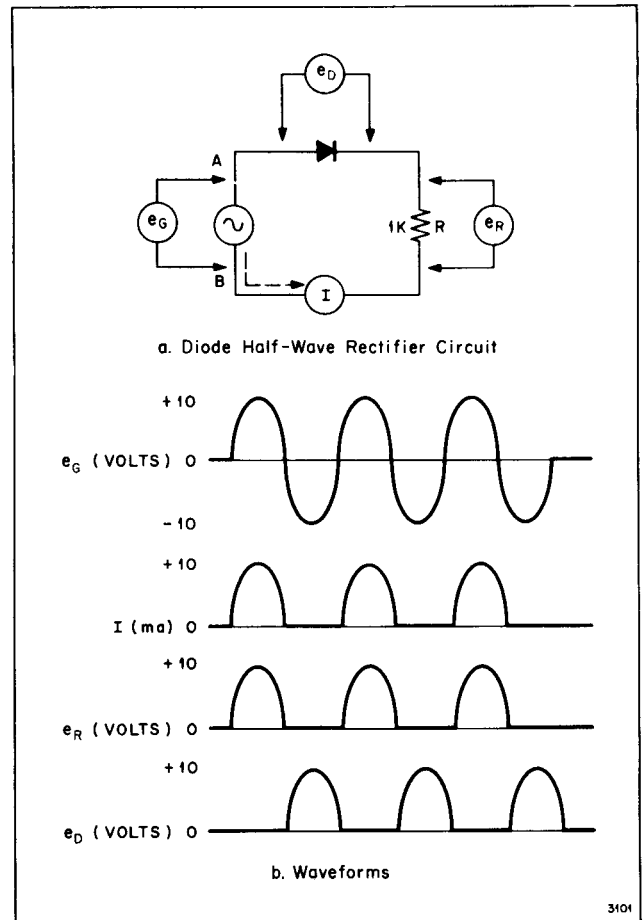 eD
A
eG
1K R
eR
B
I
a. Diode Half-Wave Rectifier Circuit
+10
eG (VOLTS) 0
-10
+10
I (ma) 0
+10
eR (VOLTS) 0
+10
eD (VOLTS) 0
b. Waveforms
3101